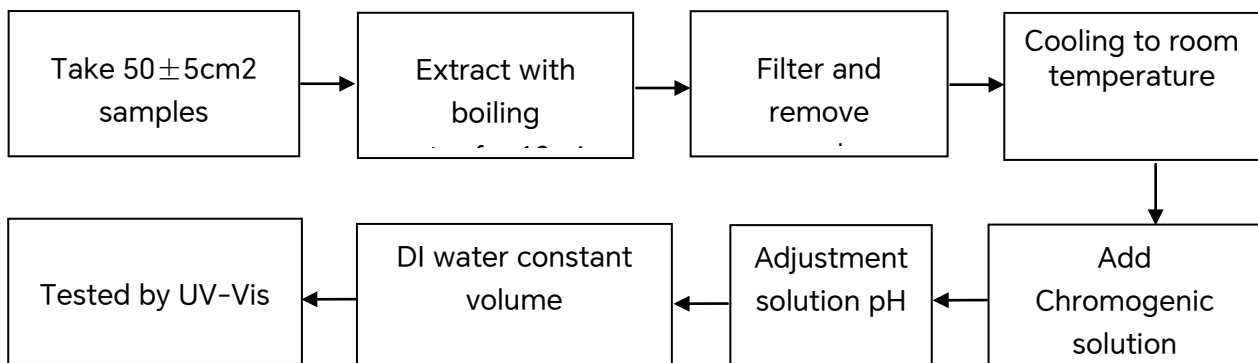 Take 50±5cm2
samples
Extract with
boiling
Filter and
remove
Cooling to room
temperature
Tested by UV-Vis
DI water constant
volume
Adjustment
solution pH
Add
Chromogenic
solution